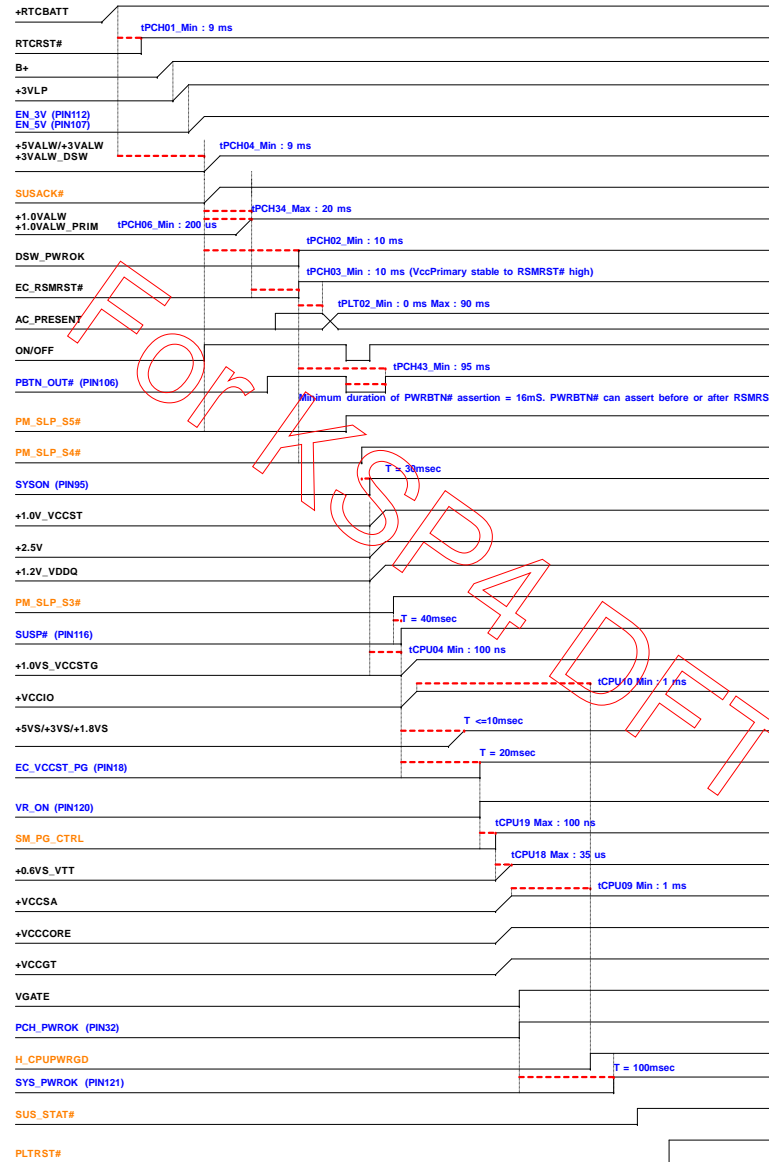 +RTCBATT
tPCH01_Min : 9 ms
RTCRST#
B+
+3VLP
EN_3V (PIN112)
EN_5V (PIN107)
+5VALW/+3VALW
tPCH04_Min : 9 ms
+3VALW_DSW
SUSACK#
tPCH34_Max : 20 ms
+1.0VALW
+1.0VALW_PRIM
tPCH06_Min : 200 us
tPCH02_Min : 10 ms
DSW_PWROK
tPCH03_Min : 10 ms (VccPrimary stable to RSMRST# high)
EC_RSMRST#
tPLT02_Min : 0 ms Max : 90 ms
AC_PRESENT
ON/OFF
tPCH43_Min : 95 ms
PBTN_OUT# (PIN106)
Minimum duration of PWRBTN# assertion = 16mS. PWRBTN# can assert before or after RSMRS
PM_SLP_S5#
PM_SLP_S4#
T = 30msec
SYSON (PIN95)
+1.0V_VCCST
+2.5V
+1.2V_VDDQ
PM_SLP_S3#
T = 40msec
SUSP# (PIN116)
tCPU04 Min : 100 ns
+1.0VS_VCCSTG
tCPU10 Min : 1 ms
+VCCIO
T <=10msec
+5VS/+3VS/+1.8VS
T = 20msec
EC_VCCST_PG (PIN18)
VR_ON (PIN120)
tCPU19 Max : 100 ns
SM_PG_CTRL
tCPU18 Max : 35 us
+0.6VS_VTT
tCPU09 Min : 1 ms
+VCCSA
+VCCCORE
+VCCGT
VGATE
PCH_PWROK (PIN32)
H_CPUPWRGD
T = 100msec
SYS_PWROK (PIN121)
SUS_STAT#
PLTRST#
For KSP4 DFT